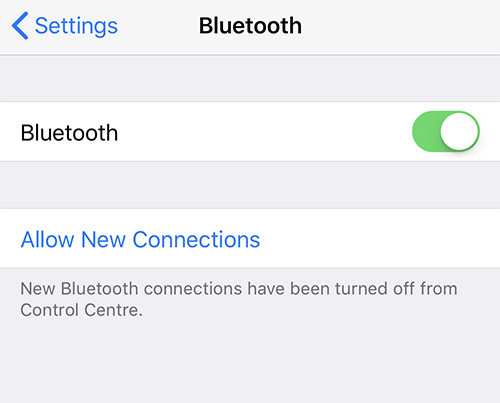 Settings Bluetooth
Bluetooth
Allow New Connections
New Bluetooth connections have been turned off from
Control Centre.